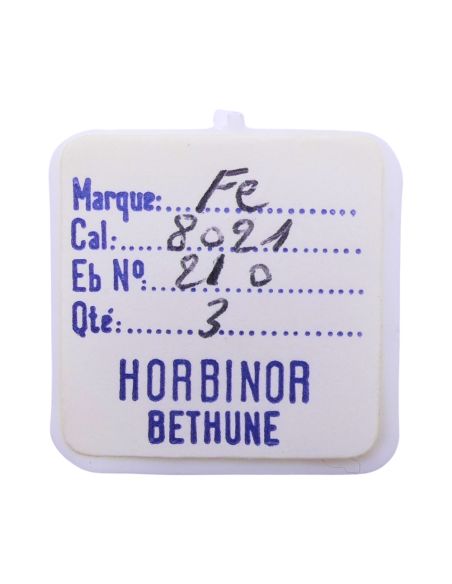 Marque: Fe
Cal: 8021
Eb Nº 210
Qté: 3
HORBINOR
BETHUNE